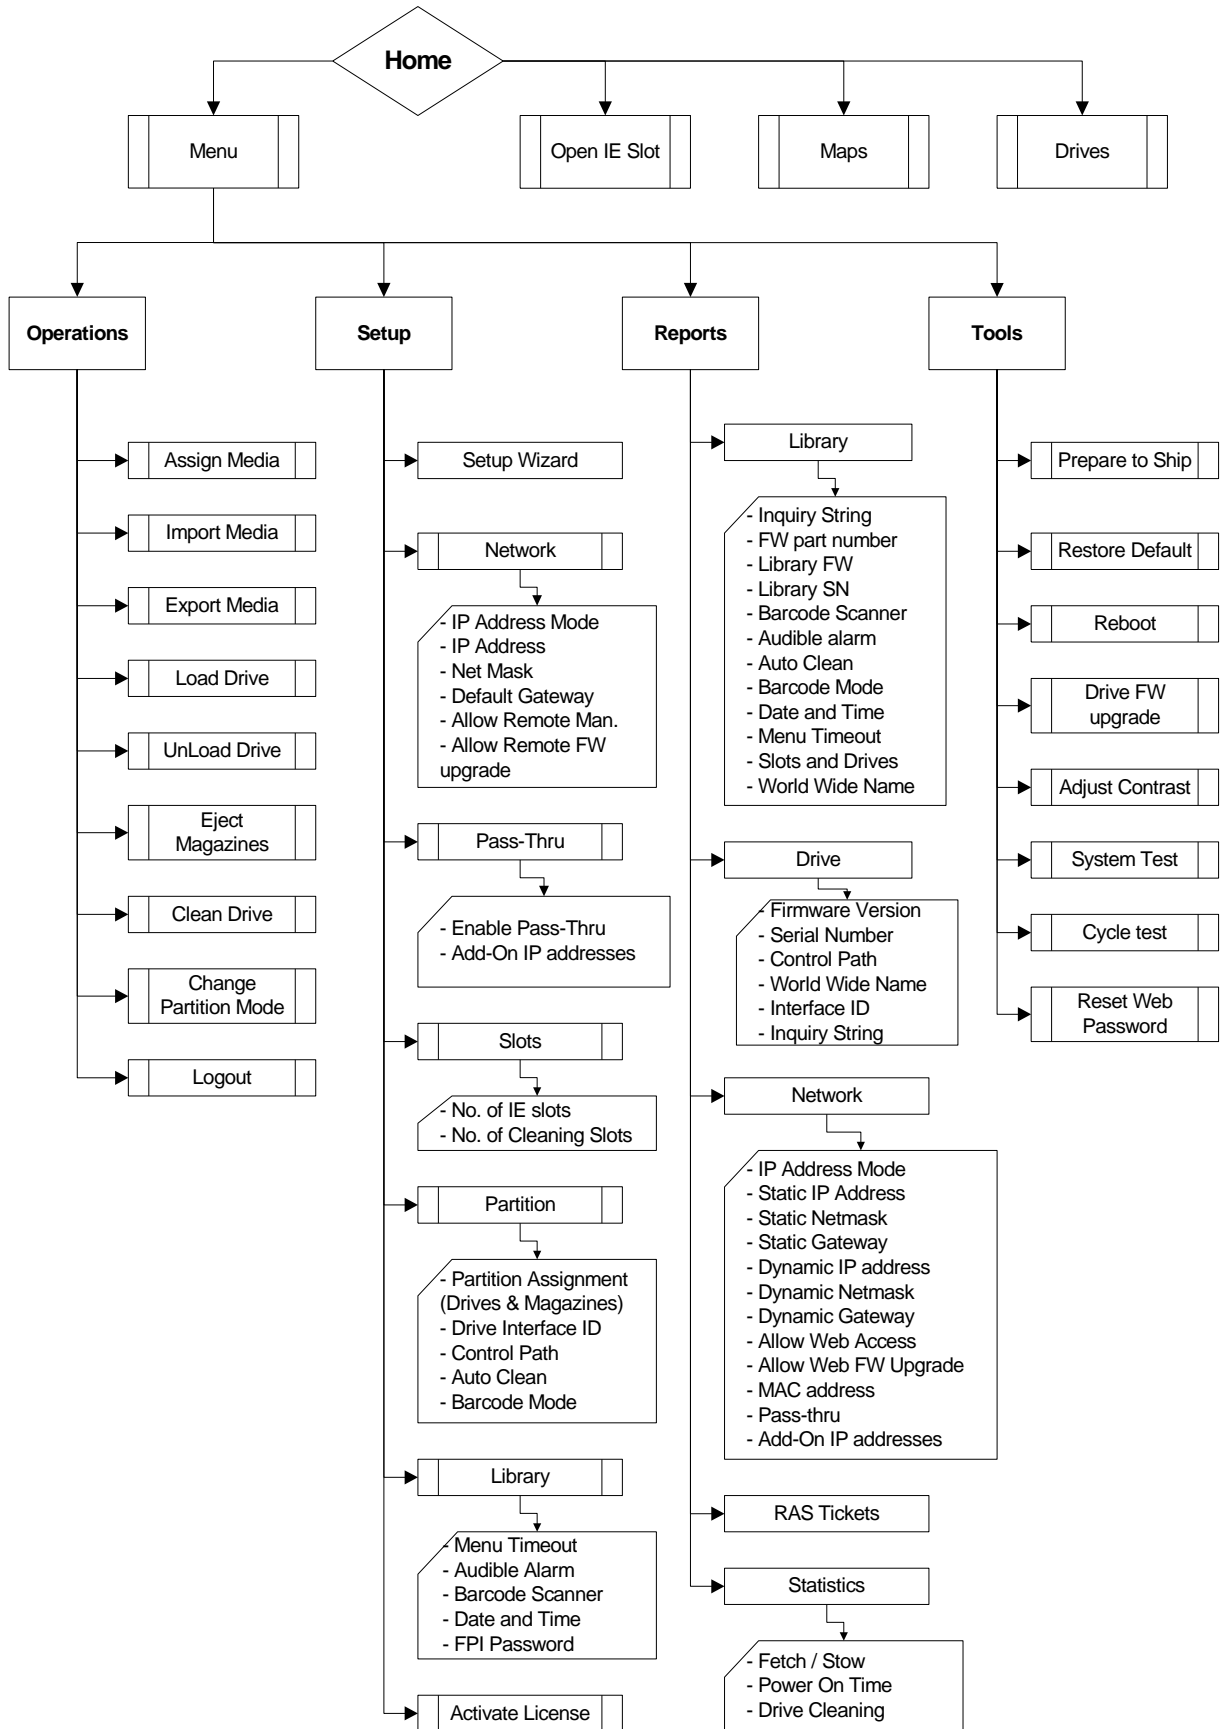 Home
Menu
Open IE Slot
Maps
Drives
Operations
Setup
Reports
Tools
Assign Media
Import Media
Export Media
Load Drive
UnLoad Drive
Eject
Magazines
Clean Drive
Change
Partition Mode
Logout
Setup Wizard
Network
- IP Address Mode
- IP Address
- Net Mask
- Default Gateway
- Allow Remote Man.
- Allow Remote FW
upgrade
Pass-Thru
- Enable Pass-Thru
- Add-On IP addresses
Slots
- No. of IE slots
- No. of Cleaning Slots
Partition
- Partition Assignment
(Drives & Magazines)
- Drive Interface ID
- Control Path
- Auto Clean
- Barcode Mode
Library
- Menu Timeout
- Audible Alarm
- Barcode Scanner
- Date and Time
- FPI Password
Activate License
Library
- Inquiry String
- FW part number
- Library FW
- Library SN
- Barcode Scanner
- Audible alarm
- Auto Clean
- Barcode Mode
- Date and Time
- Menu Timeout
- Slots and Drives
- World Wide Name
Drive
- Firmware Version
- Serial Number
- Control Path
- World Wide Name
- Interface ID
- Inquiry String
Network
- IP Address Mode
- Static IP Address
- Static Netmask
- Static Gateway
- Dynamic IP address
- Dynamic Netmask
- Dynamic Gateway
- Allow Web Access
- Allow Web FW Upgrade
- MAC address
- Pass-thru
- Add-On IP addresses
RAS Tickets
Statistics
- Fetch / Stow
- Power On Time
- Drive Cleaning
Prepare to Ship
Restore Default
Reboot
Drive FW
upgrade
Adjust Contrast
System Test
Cycle test
Reset Web
Password